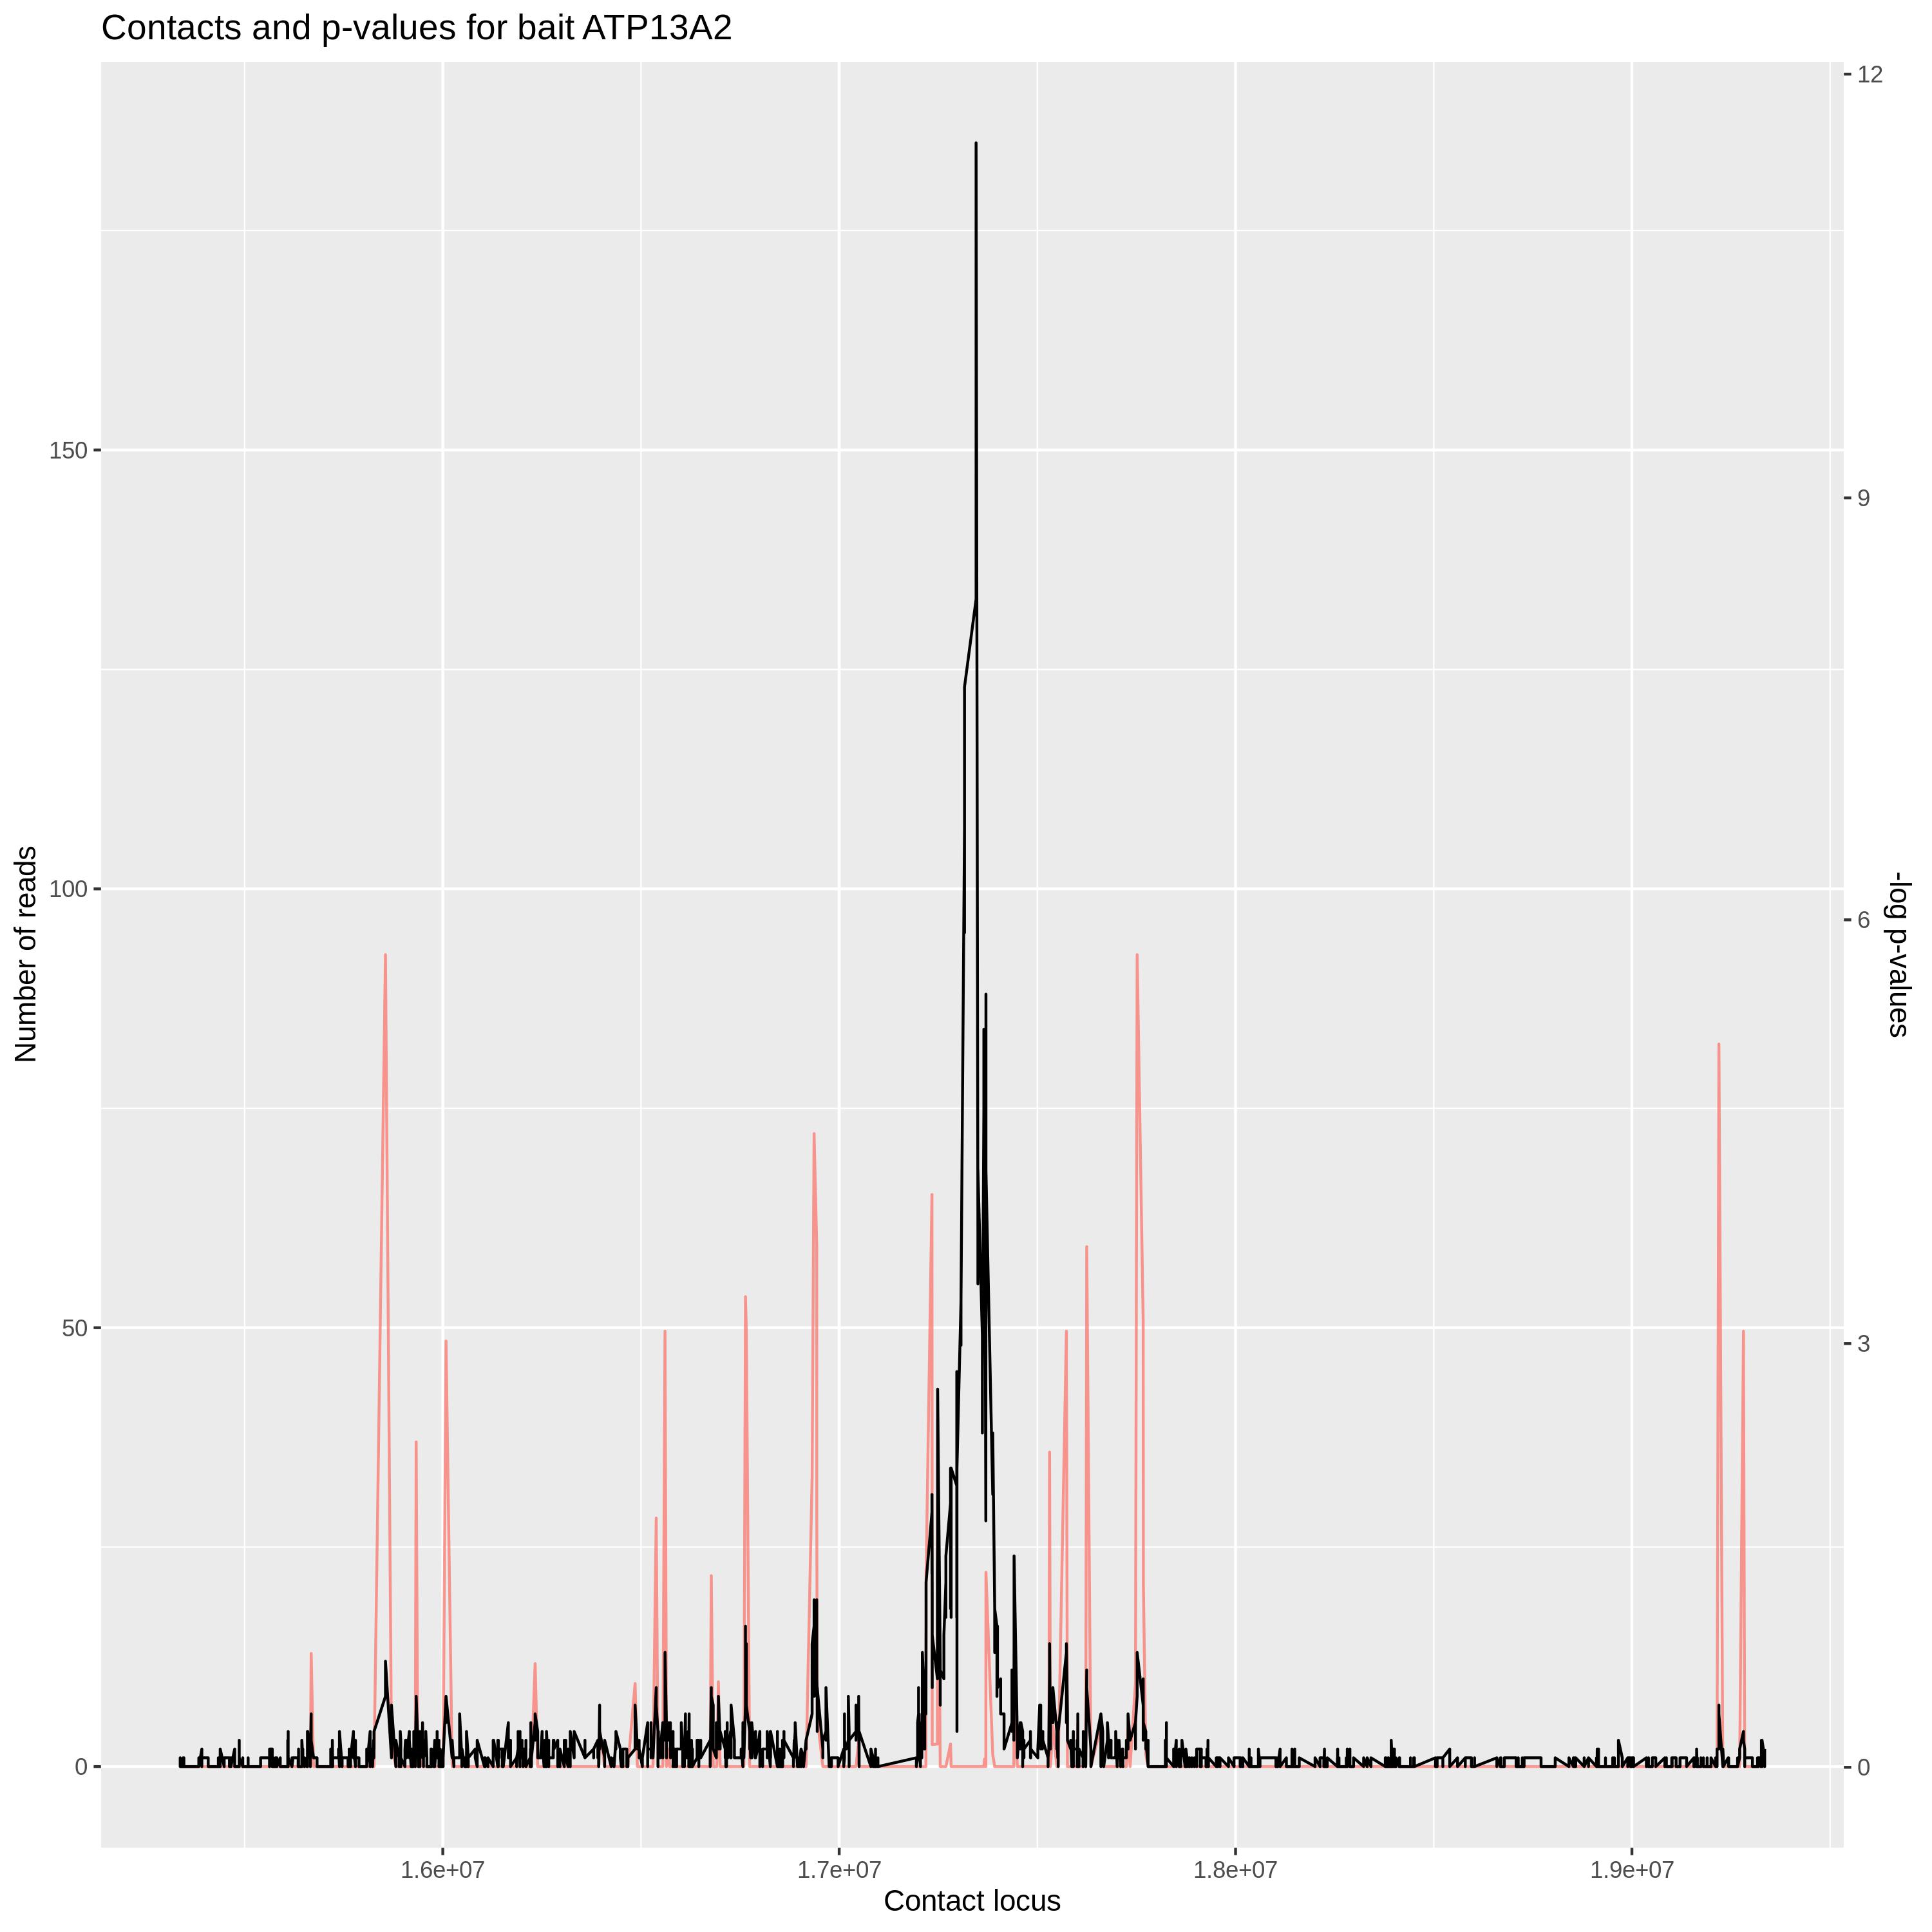 Contacts and p-values for bait ATP13A2
12
150
9
100
6
Number of reads
-log p-values
50
3
0
0
1.6e+07
1.7e+07
1.8e+07
1.9e+07
Contact locus